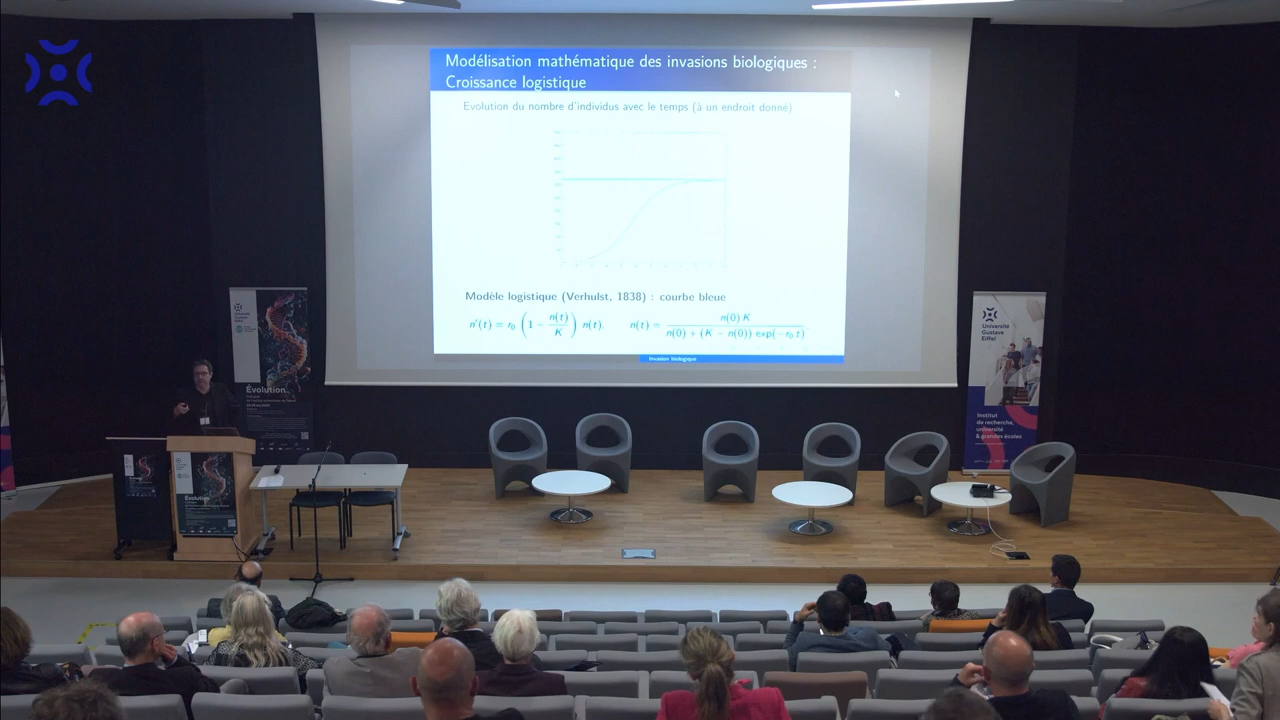 Modélisation mathématique des invasions biologiques :
Croissance logistique
Evolution du nombre d'individus avec le temps (à un endroit donné)
Modèle logistique (Verhulst, 1838) : courbe bleue
n'(t) = r₀ (1 − n(t)/K) n(t).    n(t) = n(0) K / (n(0) + (K − n(0)) exp(−r₀ t))
Invasion biologique
Évolution
Université
Gustave
Eiffel
Institut
de recherche,
université
& grandes écoles
Évolution